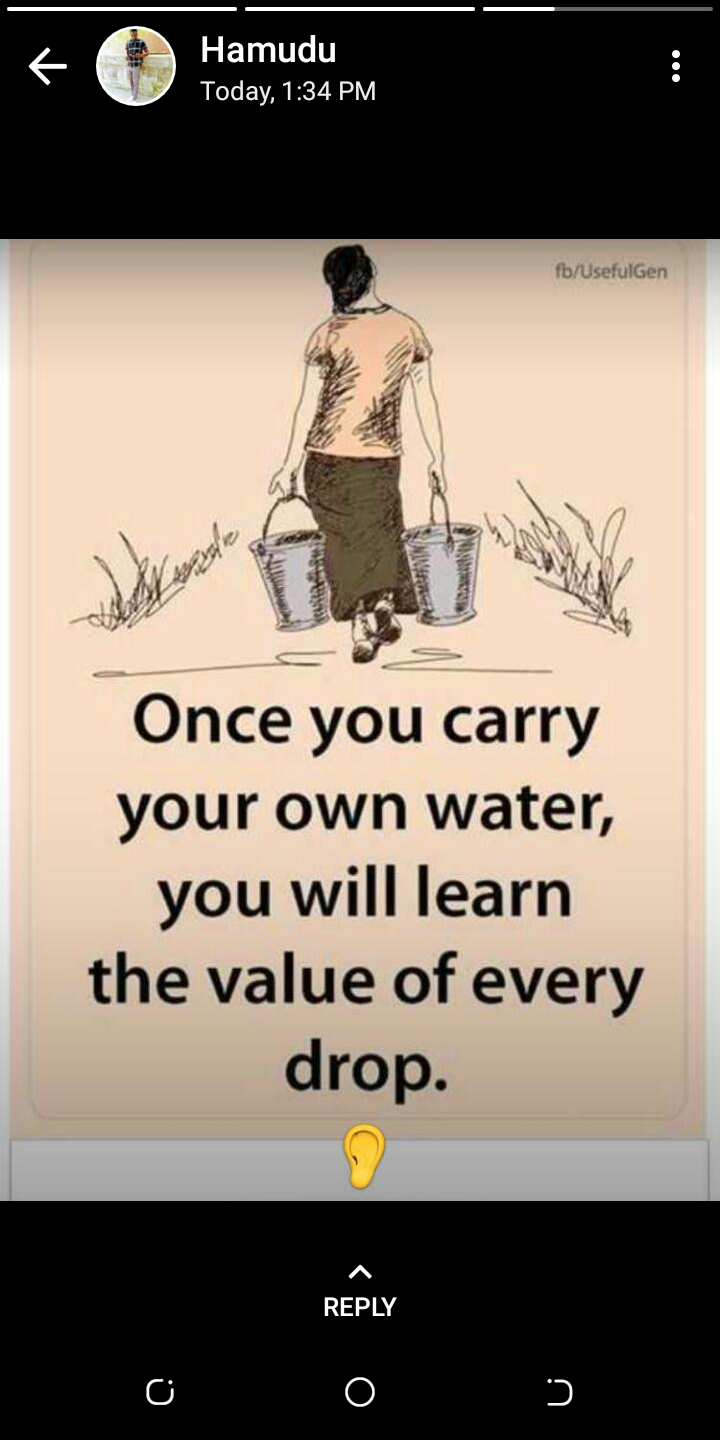 Hamudu
Today, 1:34 PM
fb/UsefulGen
Once you carry
your own water,
you will learn
the value of every
drop.
👂
REPLY